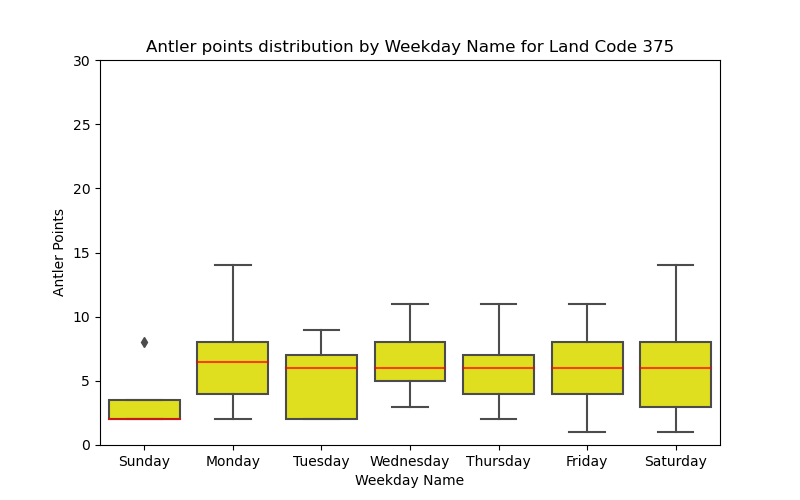 Antler points distribution by Weekday Name for Land Code 375
30
25
20
15
10
5
0
Antler Points
Sunday Monday Tuesday Wednesday Thursday Friday Saturday
Weekday Name